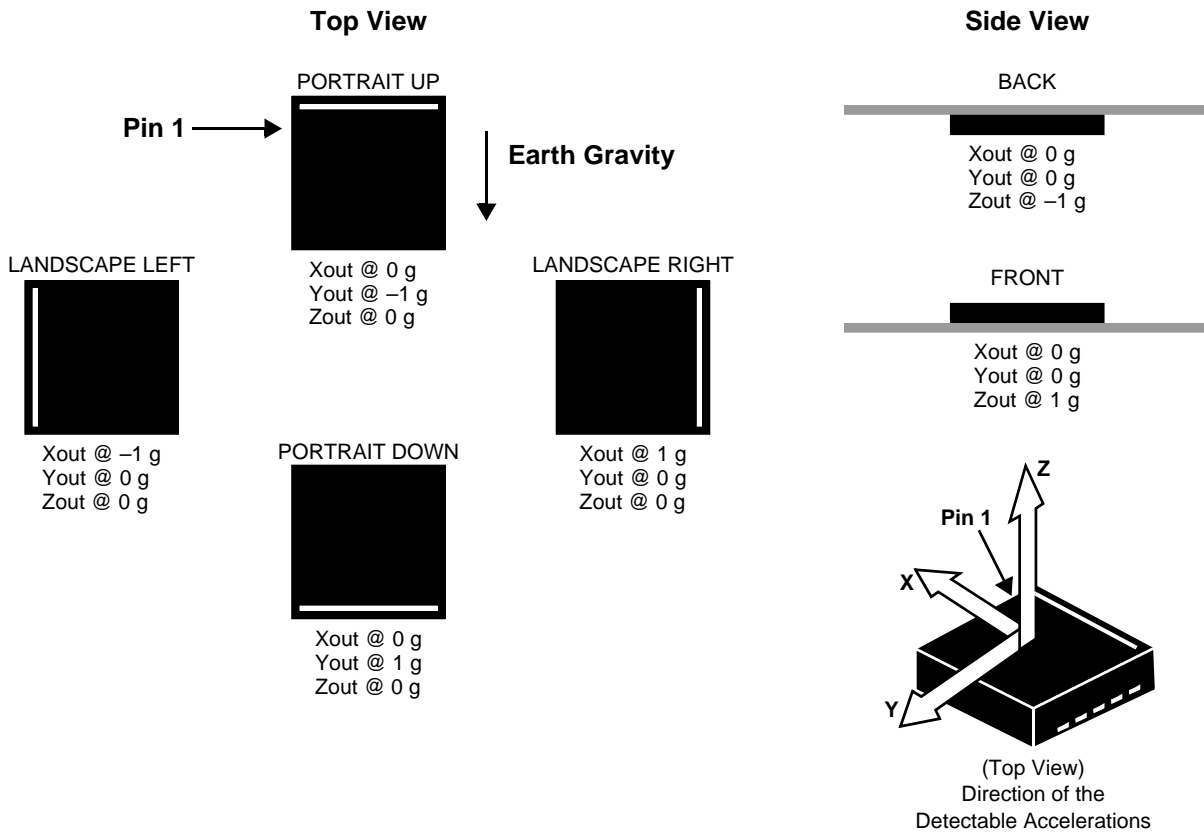 Top View
Side View
PORTRAIT UP
Pin 1
Earth Gravity
Xout @ 0 g
Yout @ –1 g
Zout @ 0 g
LANDSCAPE LEFT
Xout @ –1 g
Yout @ 0 g
Zout @ 0 g
LANDSCAPE RIGHT
Xout @ 1 g
Yout @ 0 g
Zout @ 0 g
PORTRAIT DOWN
Xout @ 0 g
Yout @ 1 g
Zout @ 0 g
BACK
Xout @ 0 g
Yout @ 0 g
Zout @ –1 g
FRONT
Xout @ 0 g
Yout @ 0 g
Zout @ 1 g
Z
Pin 1
X
Y
(Top View)
Direction of the
Detectable Accelerations